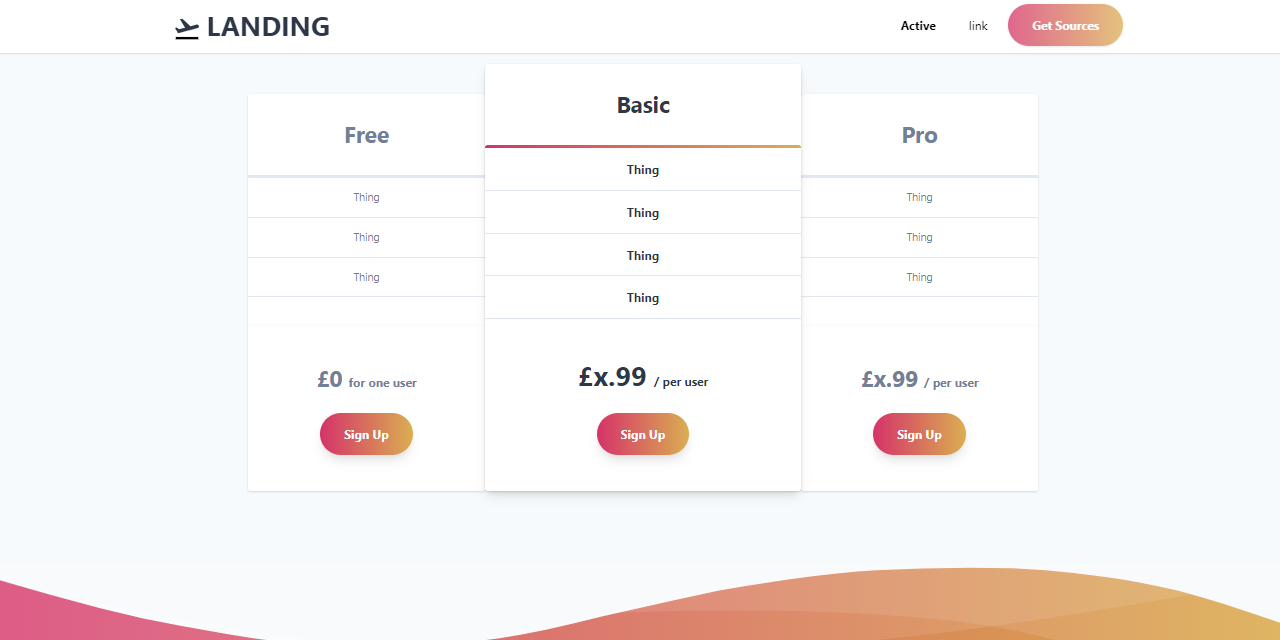 LANDING
Active
link
Get Sources
Free
Thing
Thing
Thing
£0 for one user
Sign Up
Basic
Thing
Thing
Thing
Thing
£x.99 / per user
Sign Up
Pro
Thing
Thing
Thing
£x.99 / per user
Sign Up